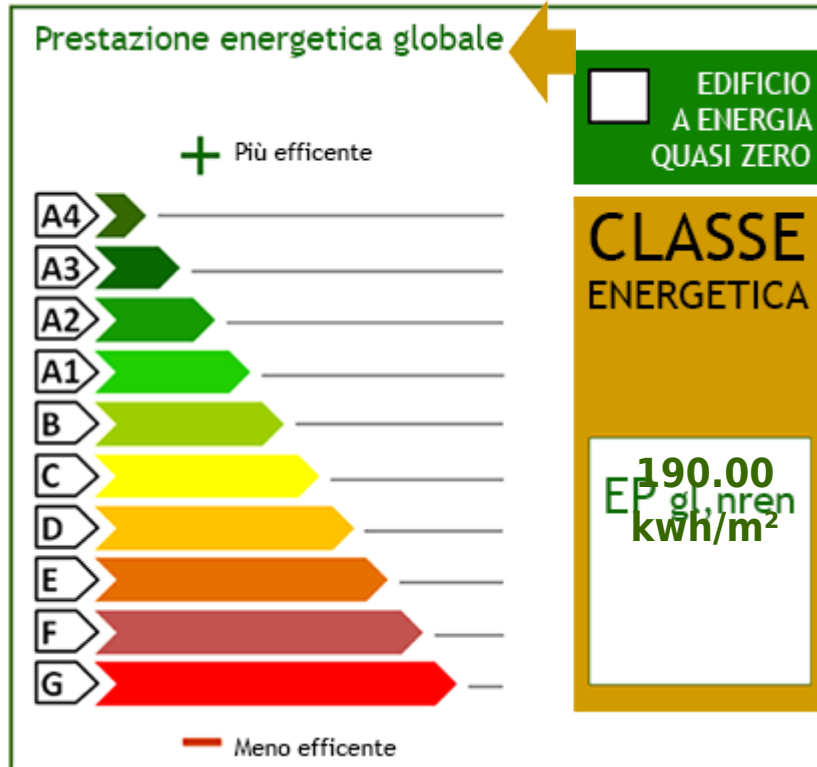 Prestazione energetica globale
EDIFICIO
A ENERGIA
QUASI ZERO
+ Più efficente
A4
A3
A2
A1
B
C
D
E
F
G
Meno efficente
CLASSE
ENERGETICA
EP gl,nren
190.00
kwh/m²